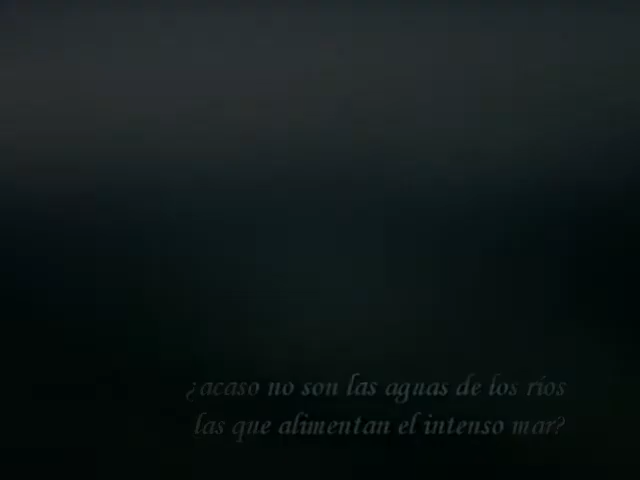 ¿acaso no son las aguas de los ríos
las que alimentan el intenso mar?